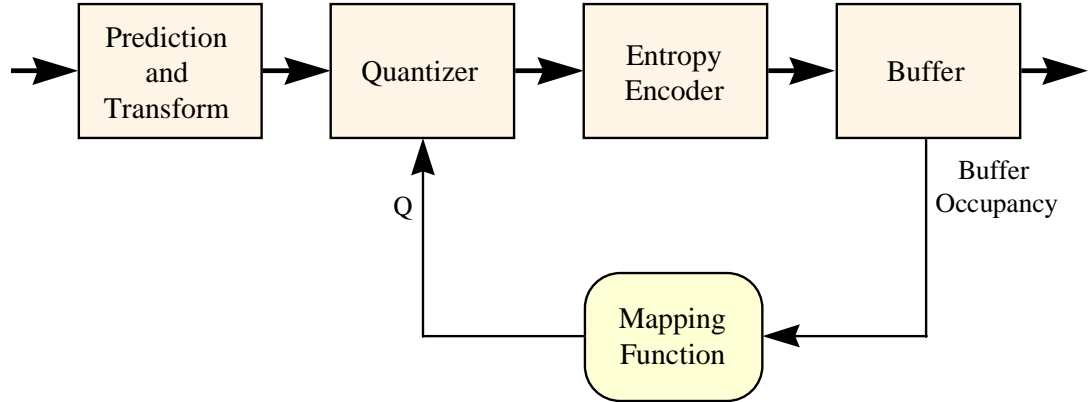 Prediction
and
Transform
Quantizer
Entropy
Encoder
Buffer
Buffer
Occupancy
Q
Mapping
Function